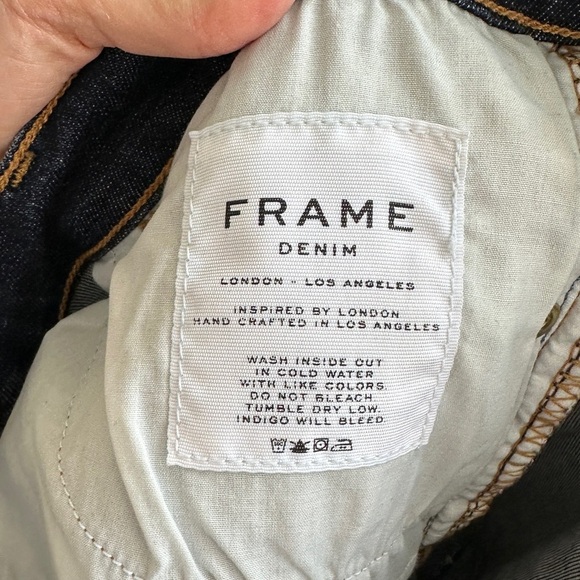 FRAME
DENIM
LONDON - LOS ANGELES
INSPIRED BY LONDON
HAND CRAFTED IN LOS ANGELES
WASH INSIDE OUT
IN COLD WATER
WITH LIKE COLORS.
DO NOT BLEACH.
TUMBLE DRY LOW.
INDIGO WILL BLEED.